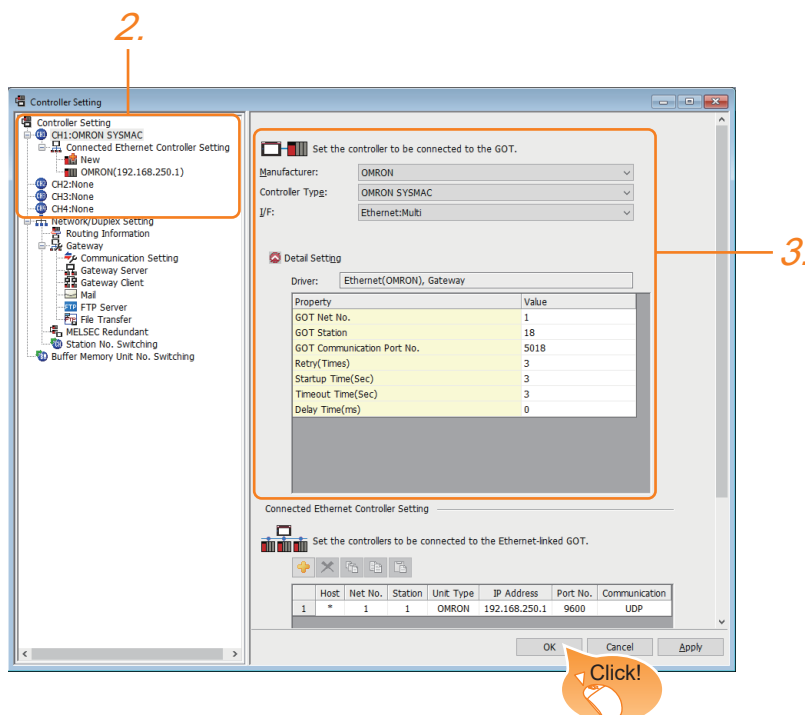 2.
Controller Setting
Controller Setting
CH1:OMRON SYSMAC
Connected Ethernet Controller Setting
New
OMRON(192.168.250.1)
CH2:None
CH3:None
CH4:None
Network/Duplex Setting
Routing Information
Gateway
Communication Setting
Gateway Server
Gateway Client
Mail
FTP Server
File Transfer
MELSEC Redundant
Station No. Switching
Buffer Memory Unit No. Switching
Set the controller to be connected to the GOT.
Manufacturer: OMRON
Controller Type: OMRON SYSMAC
I/F: Ethernet:Multi
3.
Detail Setting
Driver: Ethernet(OMRON), Gateway
Property Value
GOT Net No. 1
GOT Station 18
GOT Communication Port No. 5018
Retry(Times) 3
Startup Time(Sec) 3
Timeout Time(Sec) 3
Delay Time(ms) 0
Connected Ethernet Controller Setting
Set the controllers to be connected to the Ethernet-linked GOT.
Host Net No. Station Unit Type IP Address Port No. Communication
1 * 1 1 OMRON 192.168.250.1 9600 UDP
OK Cancel Apply
Click!